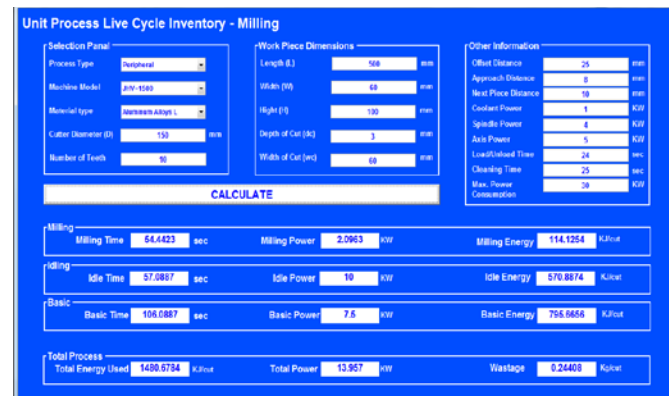 Unit Process Live Cycle Inventory - Milling
Selection Panal
Process Type Peripheral
Machine Model JHV-1500
Material type Aluminum Alloys L
Cutter Diameter (D) 150 mm
Number of Teeth 10
Work Piece Dimensions
Length (L) 500 mm
Width (W) 60 mm
Hight (H) 100 mm
Depth of Cut (dc) 3 mm
Width of Cut (wc) 60 mm
Other Information
Offset Distance 25 mm
Approach Distance 8 mm
Next Piece Distance 10 mm
Coolant Power 1 KW
Spindle Power 4 KW
Axis Power 5 KW
Load/Unload Time 24 sec
Cleaning Time 25 sec
Max. Power
Consumption 30 KW
CALCULATE
Milling
Milling Time 54.4423 sec Milling Power 2.0963 KW Milling Energy 114.1254 KJ/cut
Idling
Idle Time 57.0887 sec Idle Power 10 KW Idle Energy 570.8874 KJ/cut
Basic
Basic Time 106.0887 sec Basic Power 7.5 KW Basic Energy 795.6656 KJ/cut
Total Process
Total Energy Used 1480.6784 KJ/cut Total Power 13.957 KW Wastage 0.24408 Kg/cut